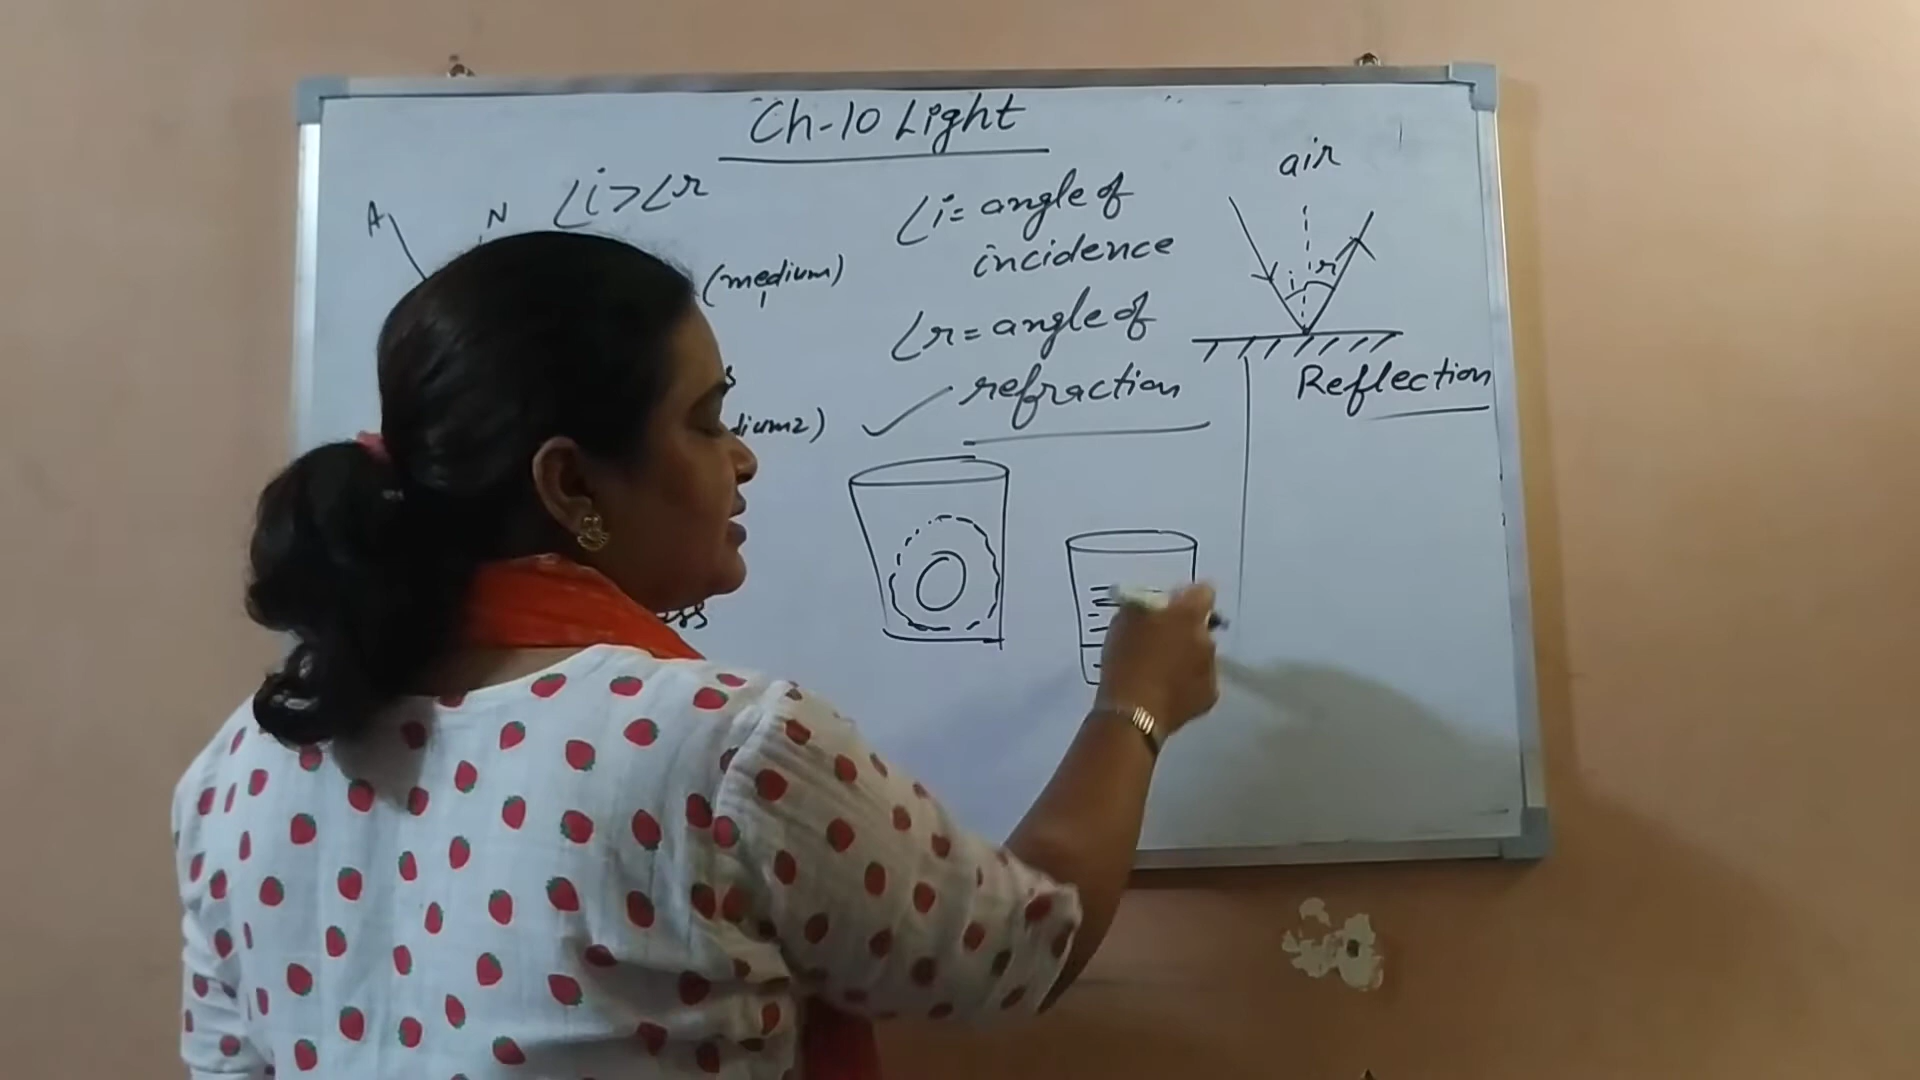 Ch-10 Light
∠i>∠r
A
N
(medium)
∠i= angle of
incidence
∠r= angle of
refraction
air
i
r
Reflection